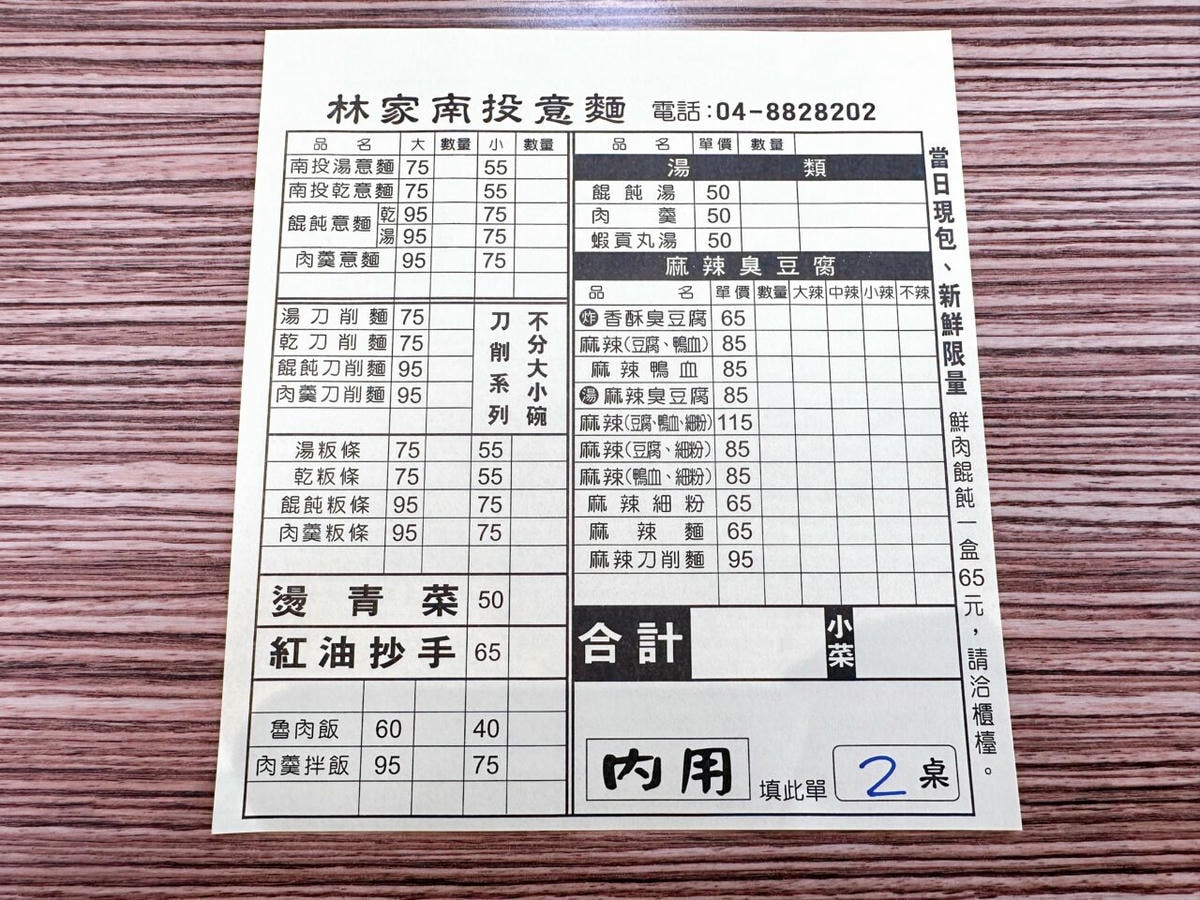 林家南投意麵 電話:04-8828202
品名 大 數量 小 數量
南投湯意麵 75 55
南投乾意麵 75 55
餛飩意麵 乾 95 75
湯 95 75
肉羹意麵 95 75
湯刀削麵 75
乾刀削麵 75
餛飩刀削麵 95
肉羹刀削麵 95
不分大小碗
刀削系列
湯粄條 75 55
乾粄條 75 55
餛飩粄條 95 75
肉羹粄條 95 75
燙青菜 50
紅油抄手 65
魯肉飯 60 40
肉羹拌飯 95 75
品名 單價 數量
湯類
餛飩湯 50
肉羹 50
蝦貢丸湯 50
麻辣臭豆腐
品名 單價 數量 大辣 中辣 小辣 不辣
炸 香酥臭豆腐 65
麻辣(豆腐、鴨血) 85
麻辣鴨血 85
湯 麻辣臭豆腐 85
麻辣(豆腐、鴨血、細粉) 115
麻辣(豆腐、細粉) 85
麻辣(鴨血、細粉) 85
麻辣細粉 65
麻辣麵 65
麻辣刀削麵 95
合計 小菜
內用 填此單 2 桌
當日現包、新鮮限量 鮮肉餛飩一盒65元,請洽櫃檯。